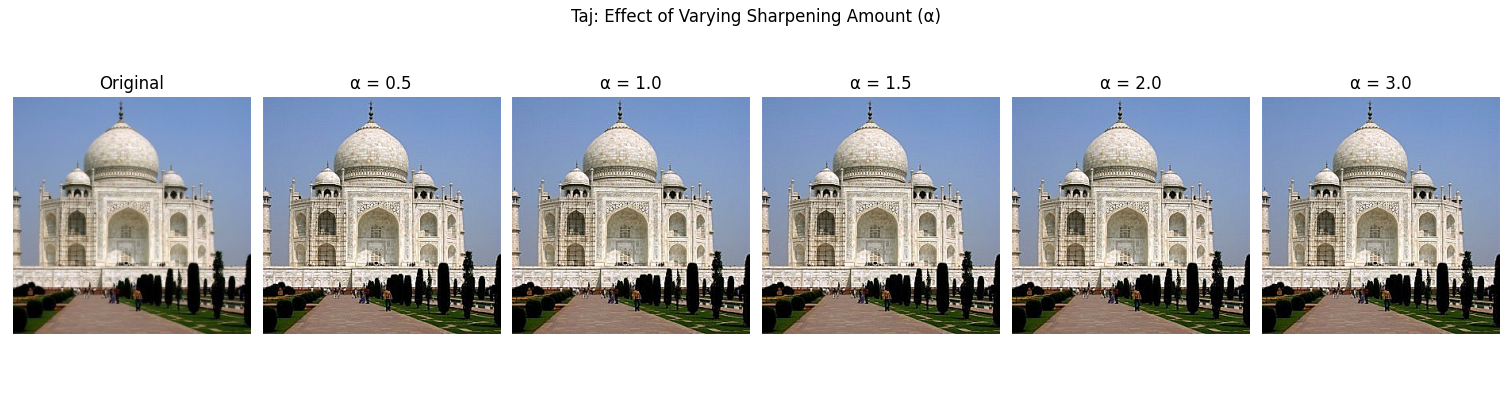 Taj: Effect of Varying Sharpening Amount (α)
Original
α = 0.5
α = 1.0
α = 1.5
α = 2.0
α = 3.0